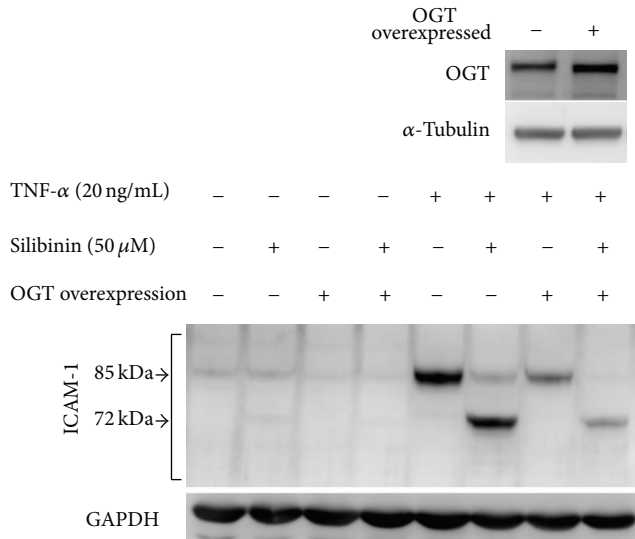 OGT
overexpressed − +
OGT
α-Tubulin
TNF-α (20 ng/mL) − − − − + + + +
Silibinin (50 μM) − + − + − + − +
OGT overexpression − − + + − − + +
ICAM-1
85 kDa→
72 kDa→
GAPDH